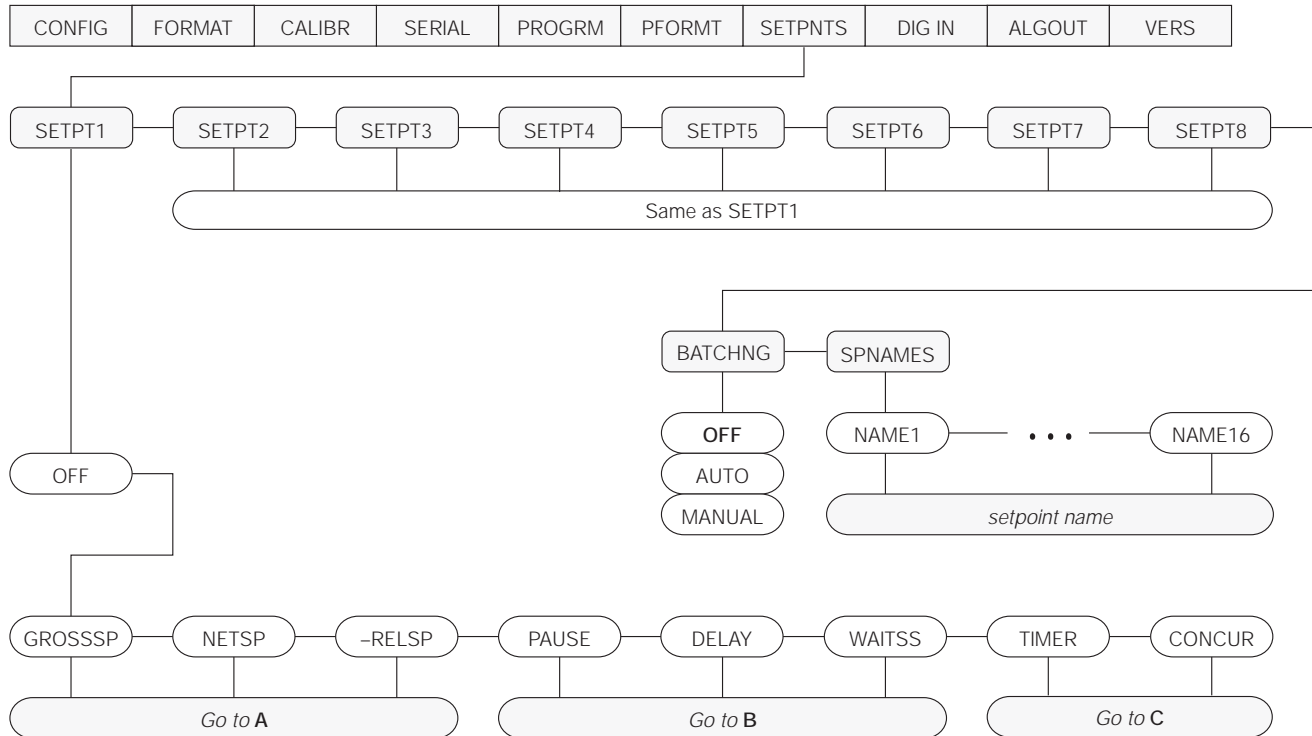 CONFIG FORMAT CALIBR SERIAL PROGRM PFORMT SETPNTS DIG IN ALGOUT VERS
SETPT1 SETPT2 SETPT3 SETPT4 SETPT5 SETPT6 SETPT7 SETPT8
Same as SETPT1
BATCHNG SPNAMES
OFF NAME1 • • • NAME16
OFF AUTO
MANUAL setpoint name
GROSSSP NETSP –RELSP PAUSE DELAY WAITSS TIMER CONCUR
Go to A Go to B Go to C